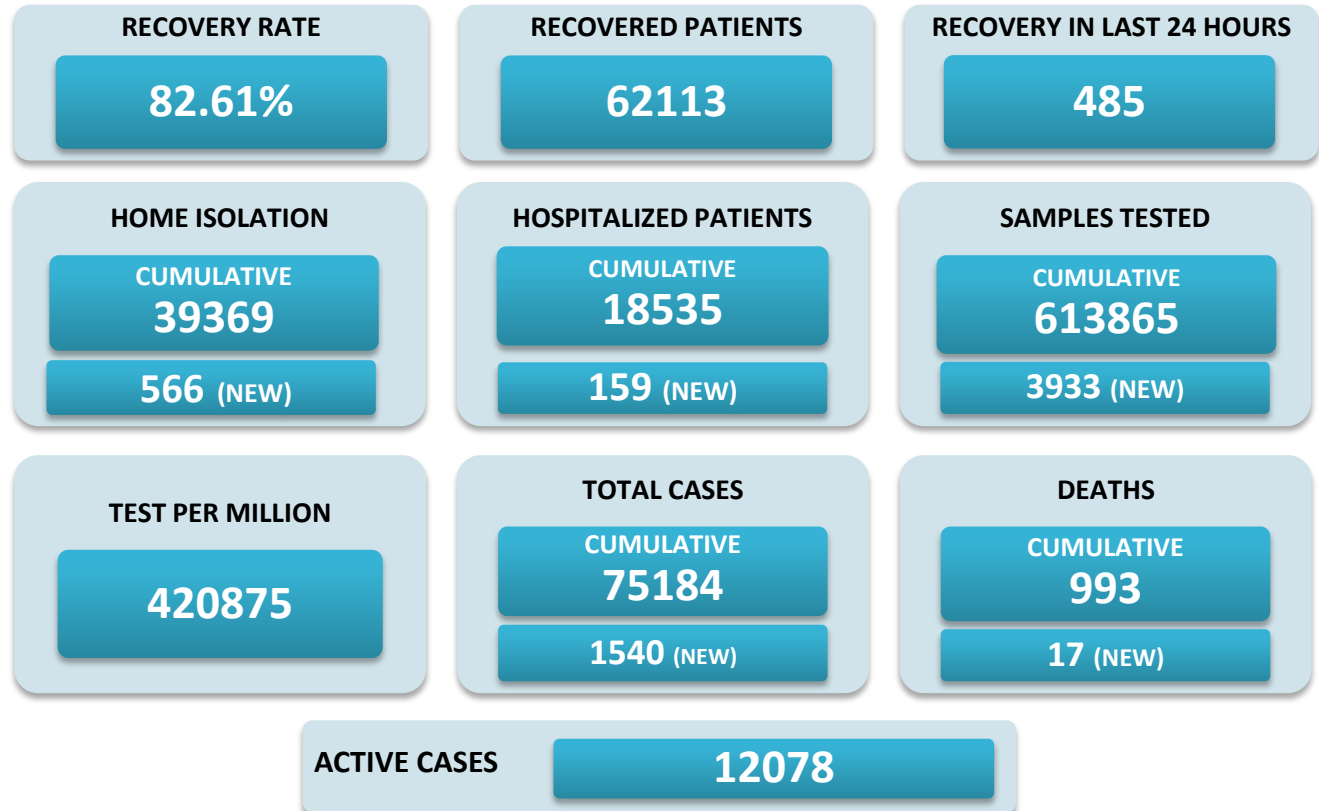 RECOVERY RATE
82.61%
RECOVERED PATIENTS
62113
RECOVERY IN LAST 24 HOURS
485
HOME ISOLATION
CUMULATIVE
39369
566 (NEW)
HOSPITALIZED PATIENTS
CUMULATIVE
18535
159 (NEW)
SAMPLES TESTED
CUMULATIVE
613865
3933 (NEW)
TEST PER MILLION
420875
TOTAL CASES
CUMULATIVE
75184
1540 (NEW)
DEATHS
CUMULATIVE
993
17 (NEW)
ACTIVE CASES
12078